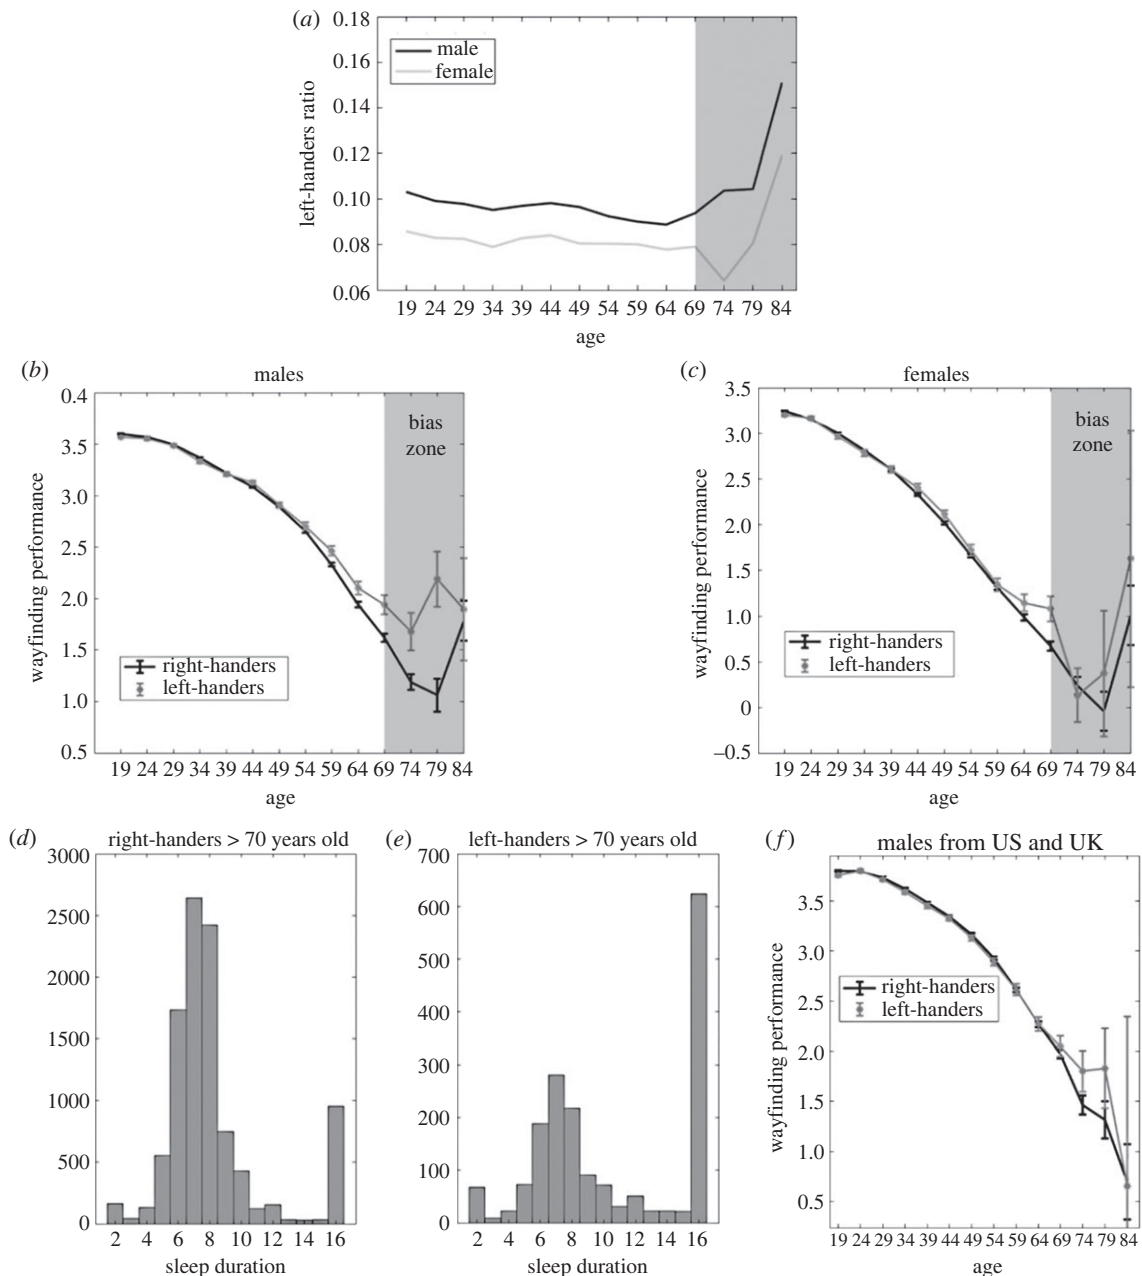 (a)
0.18
0.16
0.14
0.12
0.10
0.08
0.06
left-handers ratio
male
female
19 24 29 34 39 44 49 54 59 64 69 74 79 84
age
(b)
males
0.4
3.5
3.0
2.5
2.0
1.5
1.0
0.5
wayfinding performance
bias
zone
right-handers
left-handers
19 24 29 34 39 44 49 54 59 64 69 74 79 84
age
(c)
females
3.5
3.0
2.5
2.0
1.5
1.0
0.5
0
–0.5
wayfinding performance
bias
zone
right-handers
left-handers
19 24 29 34 39 44 49 54 59 64 69 74 79 84
age
(d)
right-handers > 70 years old
3000
2500
2000
1500
1000
500
0
2 4 6 8 10 12 14 16
sleep duration
(e)
left-handers > 70 years old
700
600
500
400
300
200
100
0
2 4 6 8 10 12 14 16
sleep duration
(f)
males from US and UK
3.5
3.0
2.5
2.0
1.5
1.0
0.5
wayfinding performance
right-handers
left-handers
19 24 29 34 39 44 49 54 59 64 69 74 79 84
age